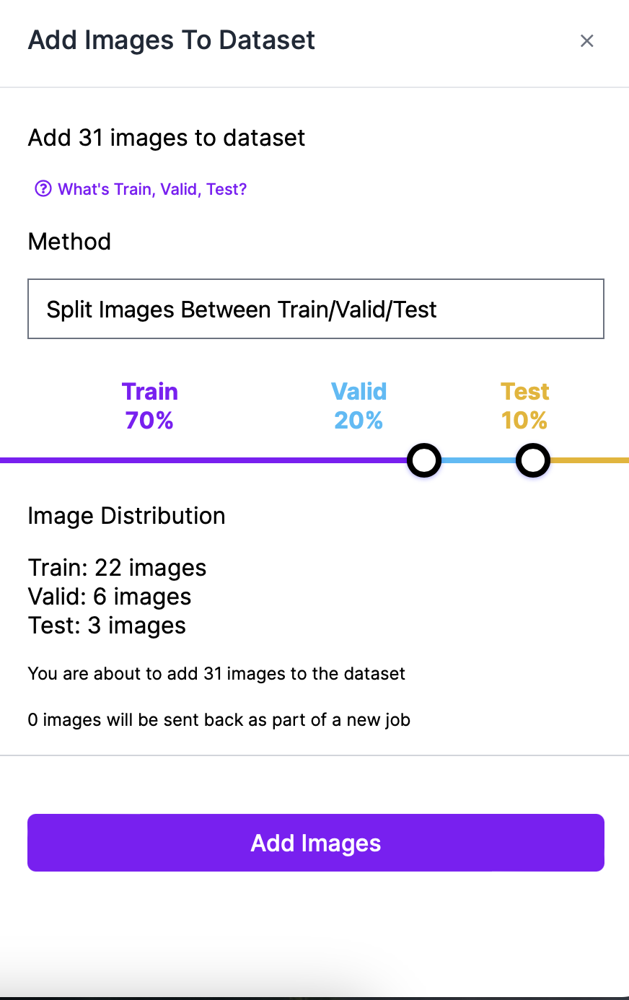 Add Images To Dataset
Add 31 images to dataset
What's Train, Valid, Test?
Method
Split Images Between Train/Valid/Test
Train Valid Test
70% 20% 10%
Image Distribution
Train: 22 images
Valid: 6 images
Test: 3 images
You are about to add 31 images to the dataset
0 images will be sent back as part of a new job
Add Images